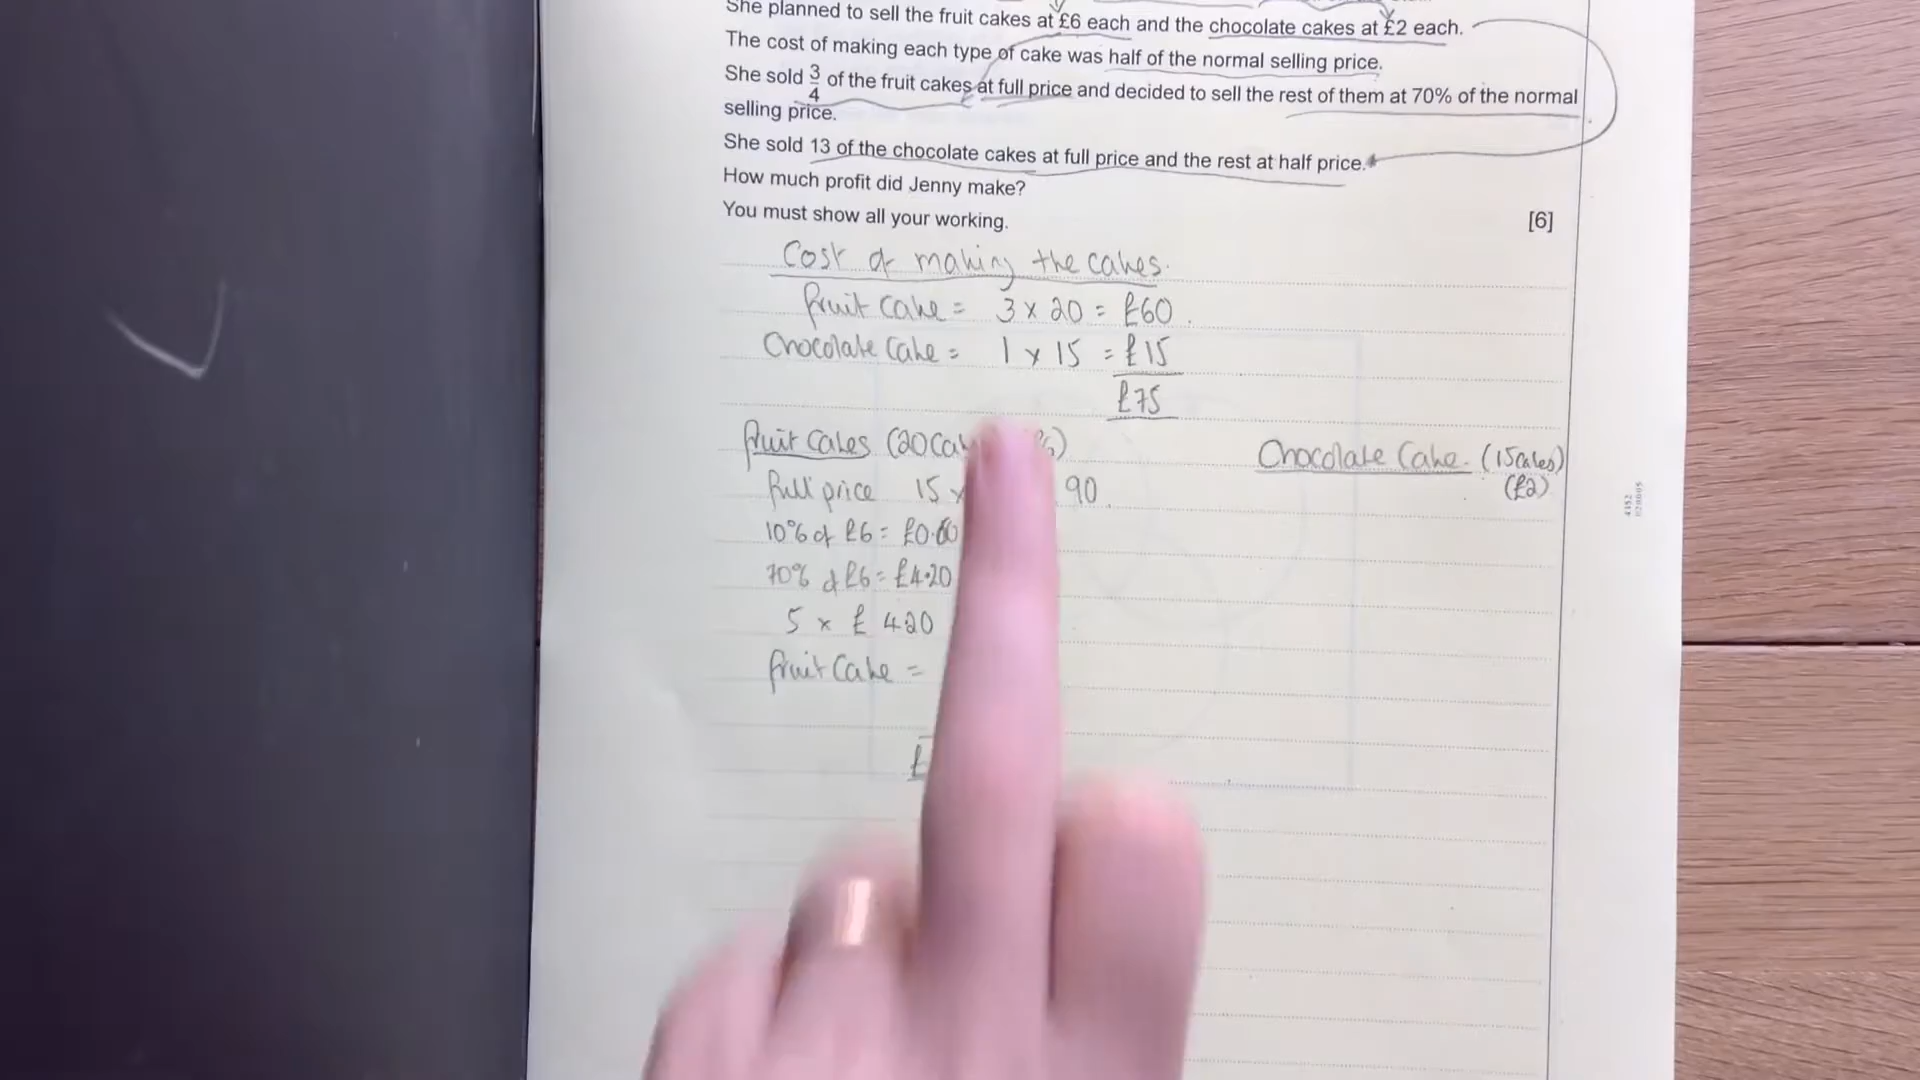 She planned to sell the fruit cakes at £6 each and the chocolate cakes at £2 each.
The cost of making each type of cake was half of the normal selling price.
She sold 3/4 of the fruit cakes at full price and decided to sell the rest of them at 70% of the normal
selling price.
She sold 13 of the chocolate cakes at full price and the rest at half price.
How much profit did Jenny make?
You must show all your working.
[6]
Cost of making the cakes.
fruit cake = 3 x 20 = £60.
Chocolate Cake = 1 x 15 = £15
£75
fruit Cakes (20
full price 15 x 90
10% of £6 = £0.60
70% of £6 = £4.20
5 x £ 4.20
fruit Cake =
£
Chocolate Cake. (15 cakes)
(£2)